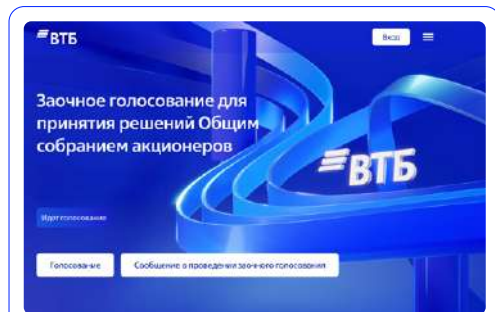 ВТБ
Вход
Заочное голосование для
принятия решений Общим
собранием акционеров
ВТБ
Идет голосование
Голосование
Сообщение о проведении заочного голосования